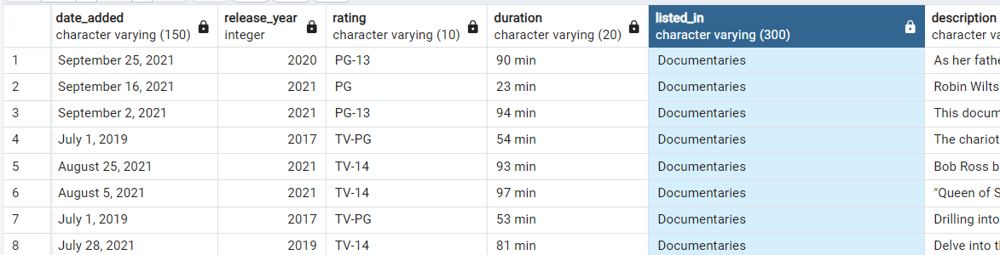 date_added release_year rating duration listed_in description
character varying (150) integer character varying (10) character varying (20) character varying (300) character
1 September 25, 2021 2020 PG-13 90 min Documentaries As her
2 September 16, 2021 2021 PG 23 min Documentaries Robin Wilts
3 September 2, 2021 2021 PG-13 94 min Documentaries This
4 July 1, 2019 2017 TV-PG 54 min Documentaries The chariot
5 August 25, 2021 2021 TV-14 93 min Documentaries Bob Ross b
6 August 5, 2021 2021 TV-14 97 min Documentaries "Queen of S
7 July 1, 2019 2017 TV-PG 53 min Documentaries Drilling into
8 July 28, 2021 2019 TV-14 81 min Documentaries Delve into